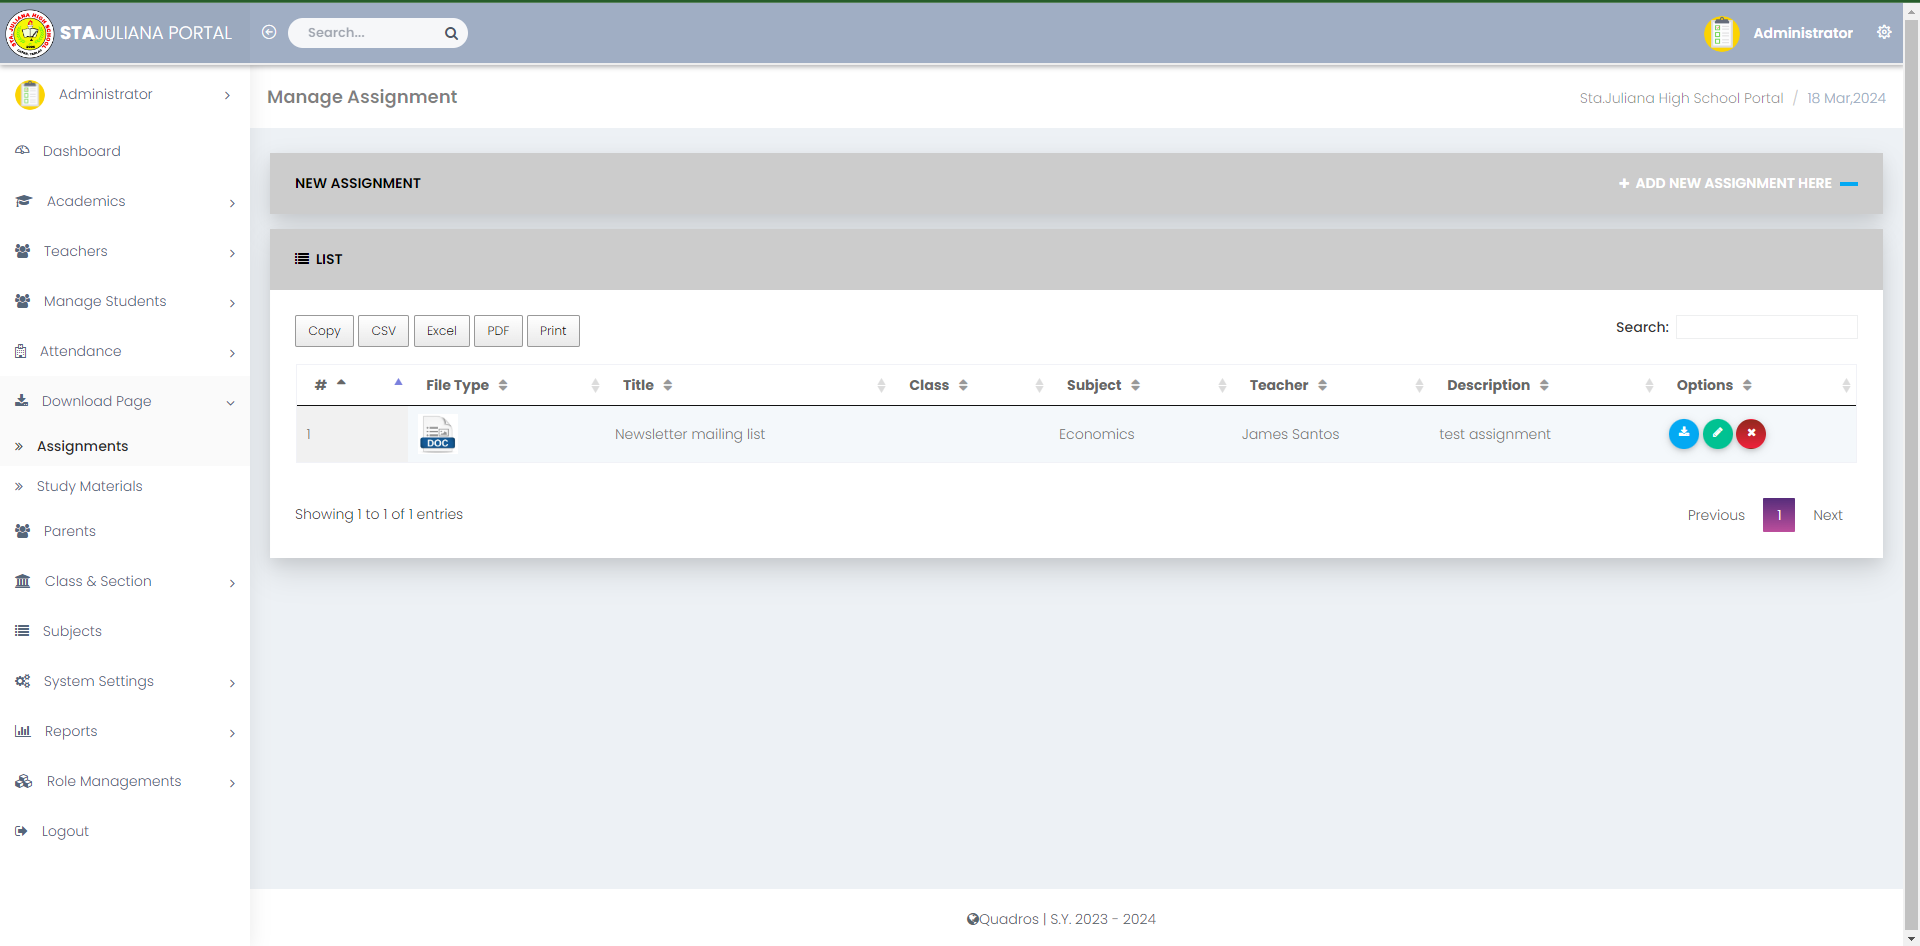 STAJULIANA PORTAL
Search...
Administrator
Administrator
Dashboard
Academics
Teachers
Manage Students
Attendance
Download Page
Assignments
Study Materials
Parents
Class & Section
Subjects
System Settings
Reports
Role Managements
Logout
Manage Assignment
Sta.Juliana High School Portal / 18 Mar,2024
NEW ASSIGNMENT
+ ADD NEW ASSIGNMENT HERE
LIST
Copy CSV Excel PDF Print
Search:
# File Type Title Class Subject Teacher Description Options
1 DOC Newsletter mailing list Economics James Santos test assignment
Showing 1 to 1 of 1 entries
Previous 1 Next
Quadros | S.Y. 2023 - 2024